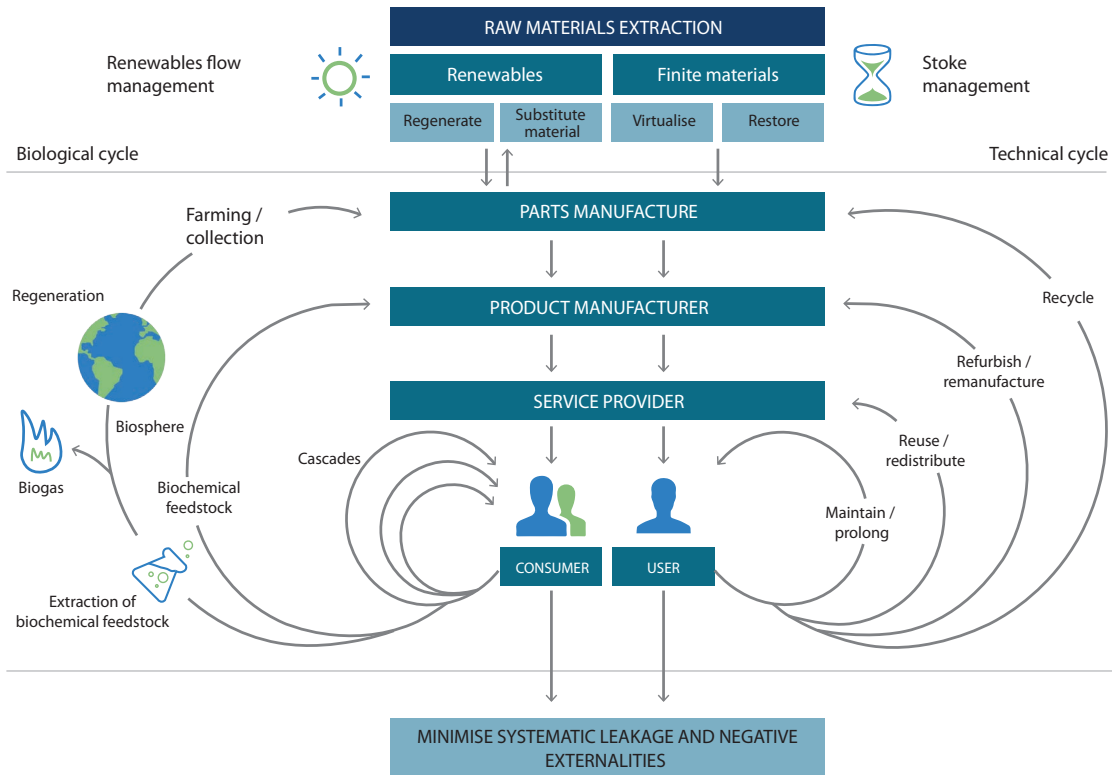 RAW MATERIALS EXTRACTION
Renewables flow
management
Renewables
Finite materials
Stoke
management
Regenerate
Substitute
material
Virtualise
Restore
Biological cycle
Technical cycle
PARTS MANUFACTURE
Farming /
collection
Regeneration
PRODUCT MANUFACTURER
Recycle
Refurbish /
remanufacture
SERVICE PROVIDER
Biosphere
Cascades
Reuse /
redistribute
Biogas
Biochemical
feedstock
Maintain /
prolong
CONSUMER
USER
Extraction of
biochemical feedstock
MINIMISE SYSTEMATIC LEAKAGE AND NEGATIVE
EXTERNALITIES